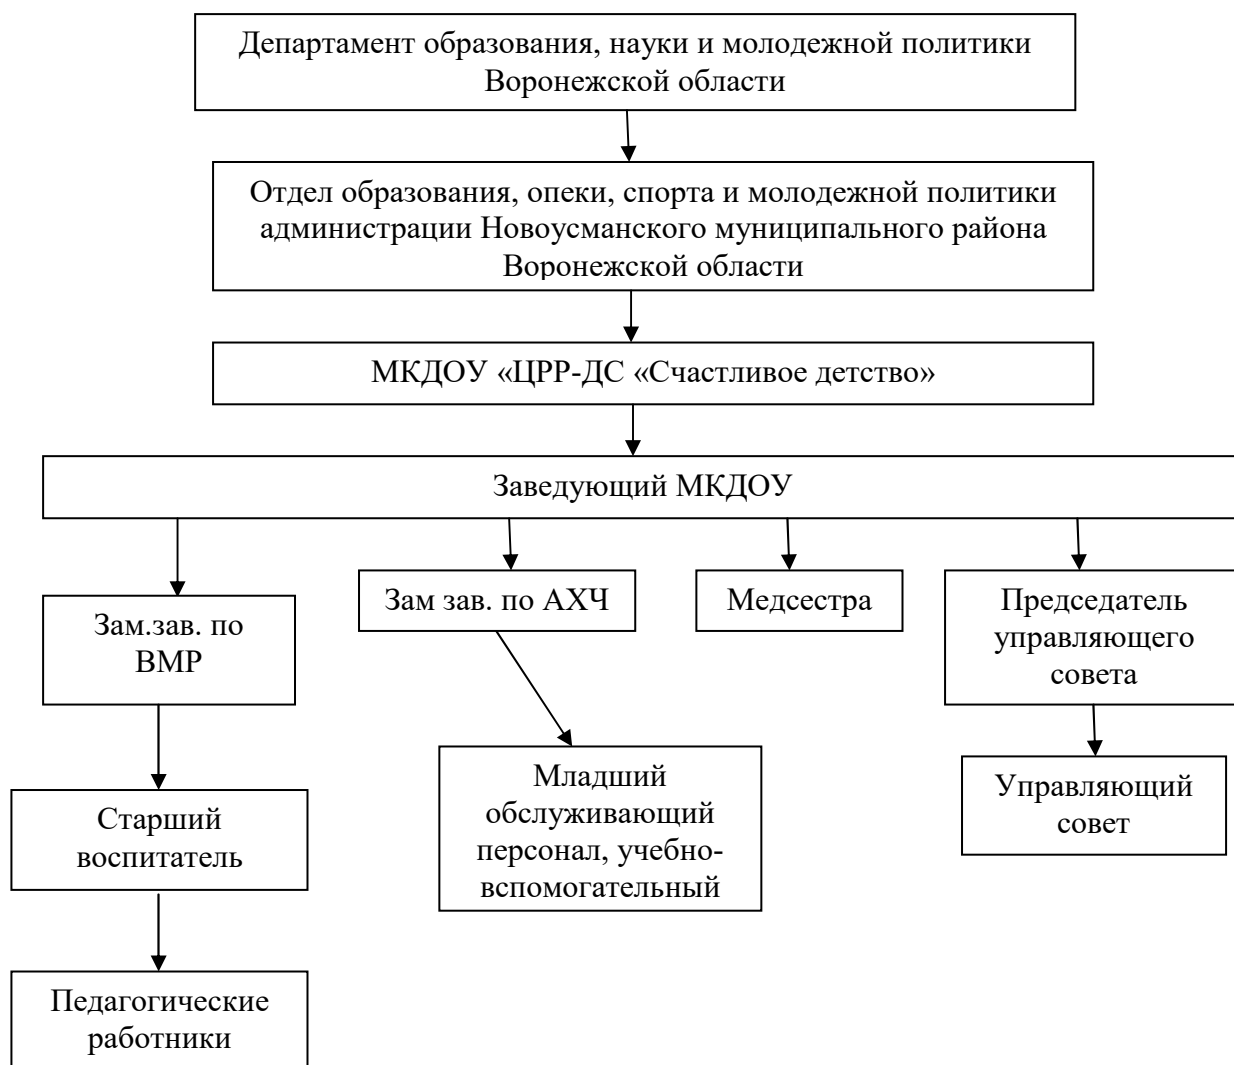 Департамент образования, науки и молодежной политики
Воронежской области
Отдел образования, опеки, спорта и молодежной политики
администрации Новоусманского муниципального района
Воронежской области
МКДОУ «ЦРР-ДС «Счастливое детство»
Заведующий МКДОУ
Зам.зав. по
ВМР
Зам зав. по АХЧ
Медсестра
Председатель
управляющего
совета
Старший
воспитатель
Младший
обслуживающий
персонал, учебно-
вспомогательный
Управляющий
совет
Педагогические
работники